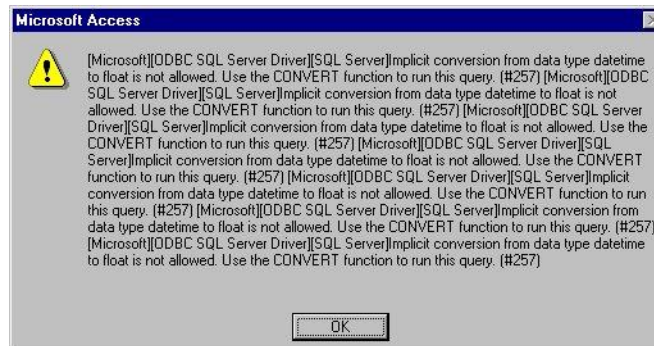 Microsoft Access
[Microsoft][ODBC SQL Server Driver][SQL Server]Implicit conversion from data type datetime
to float is not allowed. Use the CONVERT function to run this query. (#257) [Microsoft][ODBC
SQL Server Driver][SQL Server]Implicit conversion from data type datetime to float is not
allowed. Use the CONVERT function to run this query. (#257) [Microsoft][ODBC SQL Server
Driver][SQL Server]Implicit conversion from data type datetime to float is not allowed. Use the
CONVERT function to run this query. (#257) [Microsoft][ODBC SQL Server Driver][SQL
Server]Implicit conversion from data type datetime to float is not allowed. Use the CONVERT
function to run this query. (#257) [Microsoft][ODBC SQL Server Driver][SQL Server]Implicit
conversion from data type datetime to float is not allowed. Use the CONVERT function to run
this query. (#257) [Microsoft][ODBC SQL Server Driver][SQL Server]Implicit conversion from
data type datetime to float is not allowed. Use the CONVERT function to run this query. (#257)
[Microsoft][ODBC SQL Server Driver][SQL Server]Implicit conversion from data type datetime
to float is not allowed. Use the CONVERT function to run this query. (#257)
OK